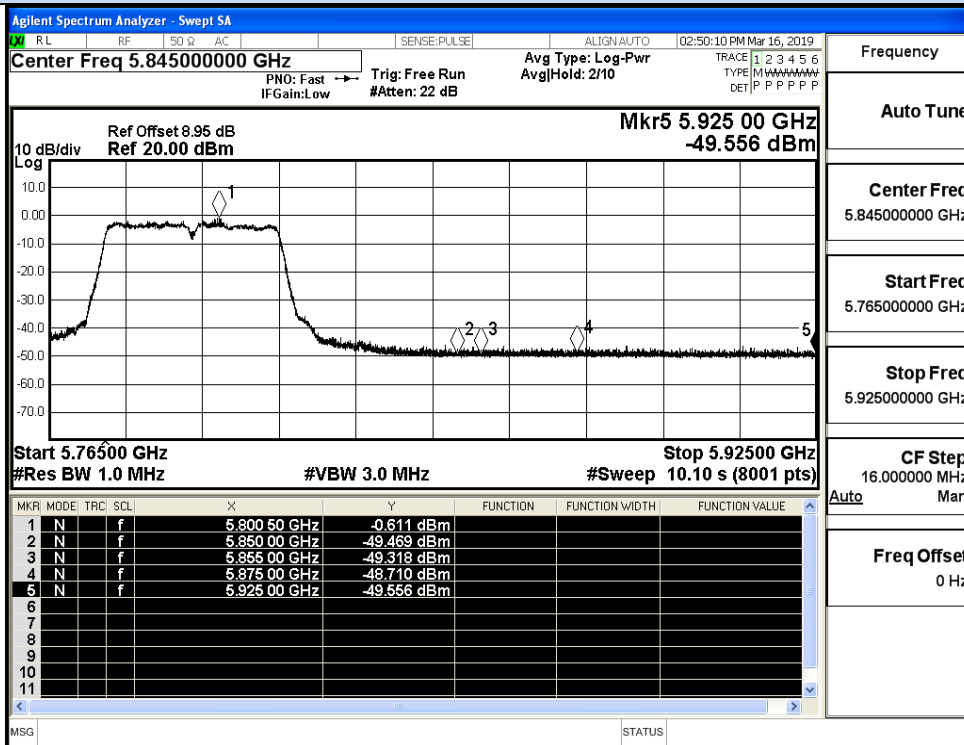 Agilent Spectrum Analyzer - Swept SA
LXI RL RF 50 Ω AC SENSE:PULSE ALIGN AUTO 02:50:10 PM Mar 16, 2019
Center Freq 5.845000000 GHz
PNO: Fast
IFGain:Low
Trig: Free Run
#Atten: 22 dB
Avg Type: Log-Pwr
Avg|Hold: 2/10
TRACE 1 2 3 4 5 6
TYPE M WWWWW
DET P P P P P P
Mkr5 5.925 00 GHz
-49.556 dBm
Ref Offset 8.95 dB
10 dB/div Ref 20.00 dBm
Log
10.0
0.00
-10.0
-20.0
-30.0
-40.0
-50.0
-60.0
-70.0
1
2
3
4
5
Start 5.76500 GHz Stop 5.92500 GHz
#Res BW 1.0 MHz #VBW 3.0 MHz #Sweep 10.10 s (8001 pts)
MKR MODE TRC SCL X Y FUNCTION FUNCTION WIDTH FUNCTION VALUE
1 N f 5.800 50 GHz -0.611 dBm
2 N f 5.850 00 GHz -49.469 dBm
3 N f 5.855 00 GHz -49.318 dBm
4 N f 5.875 00 GHz -48.710 dBm
5 N f 5.925 00 GHz -49.556 dBm
6
7
8
9
10
11
MSG STATUS
Frequency
Auto Tune
Center Freq
5.845000000 GHz
Start Freq
5.765000000 GHz
Stop Freq
5.925000000 GHz
CF Step
16.000000 MHz
Auto Man
Freq Offset
0 Hz